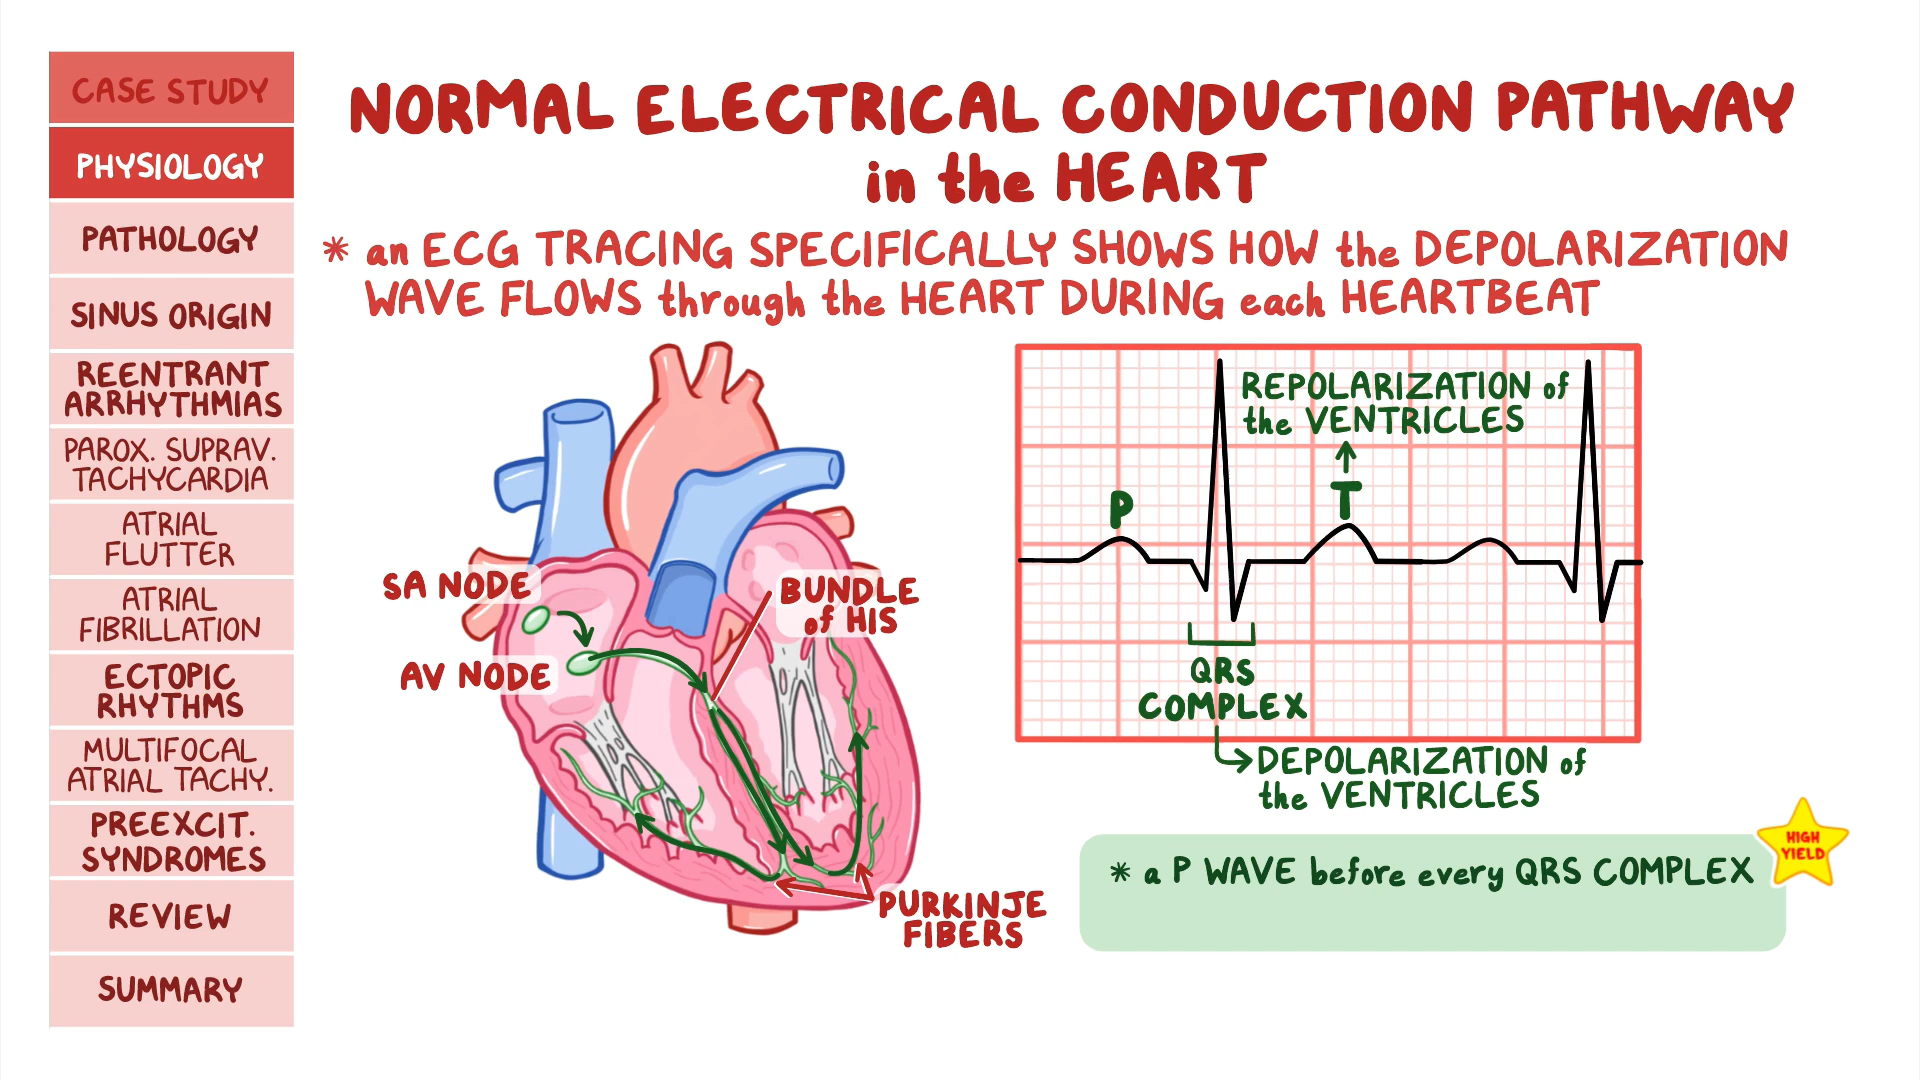 CASE STUDY
PHYSIOLOGY
PATHOLOGY
SINUS ORIGIN
REENTRANT
ARRHYTHMIAS
PAROX. SUPRAV.
TACHYCARDIA
ATRIAL
FLUTTER
ATRIAL
FIBRILLATION
ECTOPIC
RHYTHMS
MULTIFOCAL
ATRIAL TACHY.
PREEXCIT.
SYNDROMES
REVIEW
SUMMARY
NORMAL ELECTRICAL CONDUCTION PATHWAY
in the HEART
* an ECG TRACING SPECIFICALLY SHOWS HOW the DEPOLARIZATION
WAVE FLOWS through the HEART DURING each HEARTBEAT
SA NODE
AV NODE
BUNDLE
of HIS
PURKINJE
FIBERS
REPOLARIZATION of
the VENTRICLES
P
T
QRS
COMPLEX
DEPOLARIZATION of
the VENTRICLES
* a P WAVE before every QRS COMPLEX
HIGH
YIELD